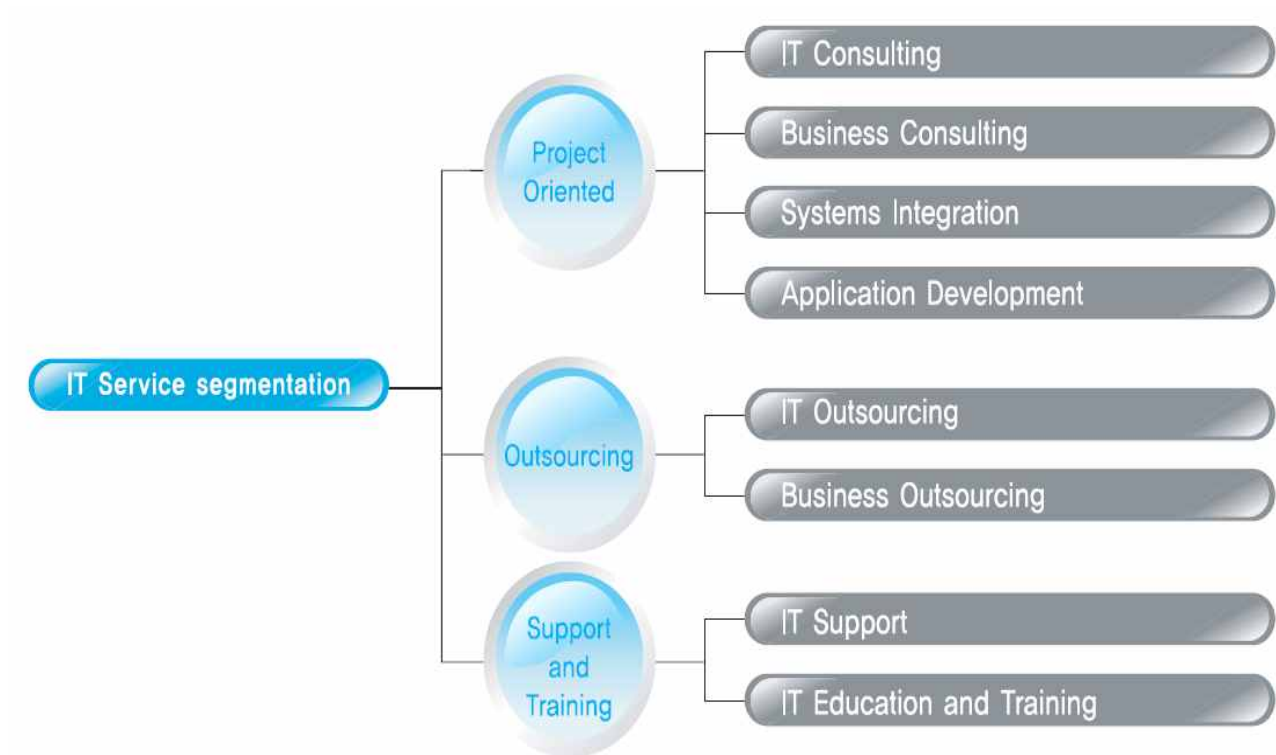 IT Service segmentation
Project
Oriented
IT Consulting
Business Consulting
Systems Integration
Application Development
Outsourcing
IT Outsourcing
Business Outsourcing
Support
and
Training
IT Support
IT Education and Training